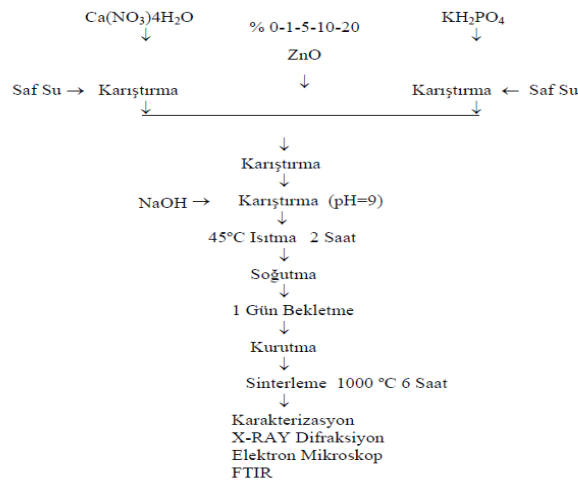 Ca(NO₃)4H₂O % 0-1-5-10-20 KH₂PO₄
↓ ZnO ↓
Saf Su → Karıştırma ↓ Karıştırma ← Saf Su
↓ ↓
↓
Karıştırma
↓
NaOH → Karıştırma (pH=9)
↓
45°C Isıtma 2 Saat
↓
Soğutma
↓
1 Gün Bekletme
↓
Kurutma
↓
Sinterleme 1000 °C 6 Saat
↓
Karakterizasyon
X-RAY Difraksiyon
Elektron Mikroskop
FTIR